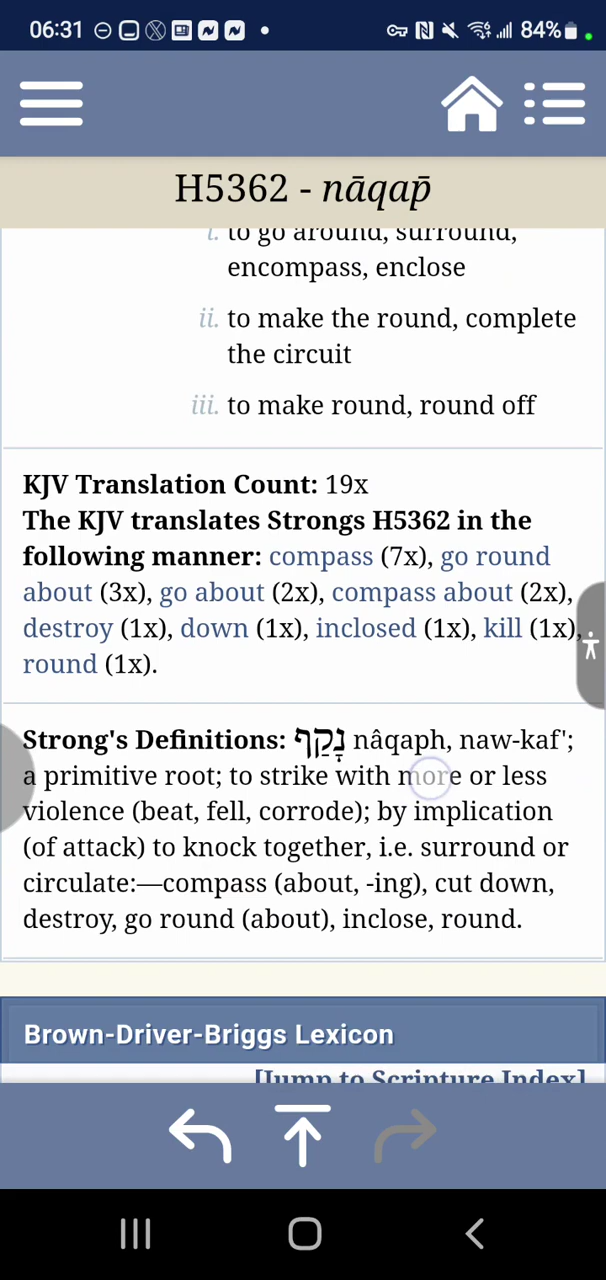 06:31 84%
H5362 - nāqap̄
i. to go around, surround,
encompass, enclose
ii. to make the round, complete
the circuit
iii. to make round, round off
KJV Translation Count: 19x
The KJV translates Strongs H5362 in the
following manner: compass (7x), go round
about (3x), go about (2x), compass about (2x),
destroy (1x), down (1x), inclosed (1x), kill (1x),
round (1x).
Strong's Definitions: נָקַף nâqaph, naw-kaf';
a primitive root; to strike with more or less
violence (beat, fell, corrode); by implication
(of attack) to knock together, i.e. surround or
circulate:—compass (about, -ing), cut down,
destroy, go round (about), inclose, round.
Brown-Driver-Briggs Lexicon
[Jump to Scripture Index]